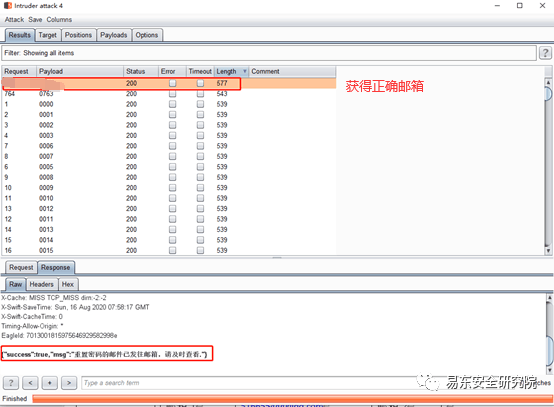 Intruder attack 4
Attack Save Columns
Results Target Positions Payloads Options
Filter: Showing all items
?
Request Payload Status Error Timeout Length Comment
200 577
获得正确邮箱
764 0763 200 543
1 0000 200 539
2 0001 200 539
3 0002 200 539
4 0003 200 539
7 0006 200 539
8 0007 200 539
6 0005 200 539
9 0008 200 539
10 0009 200 539
11 0010 200 539
13 0012 200 539
12 0011 200 539
14 0013 200 539
15 0014 200 539
16 0015 200 539
Request Response
Raw Headers Hex
X-Cache: MISS TCP_MISS dirn:-2:-2
X-Swift-SaveTime: Sun, 16 Aug 2020 07:58:17 GMT
X-Swift-CacheTime: 0
Timing-Allow-Origin: *
EagleId: 7013001815975646929582998e
{"success":true,"msg":"重置密码的邮件已发往邮箱，请及时查看."}
? < + > Type a search term
易东安全研究院
Finished